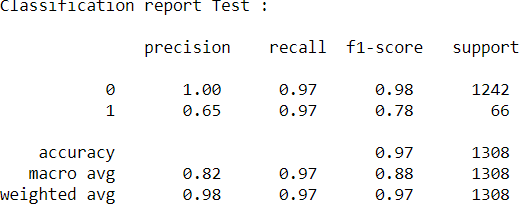 Classification report Test :
precision recall f1-score support
0 1.00 0.97 0.98 1242
1 0.65 0.97 0.78 66
accuracy 0.97 1308
macro avg 0.82 0.97 0.88 1308
weighted avg 0.98 0.97 0.97 1308